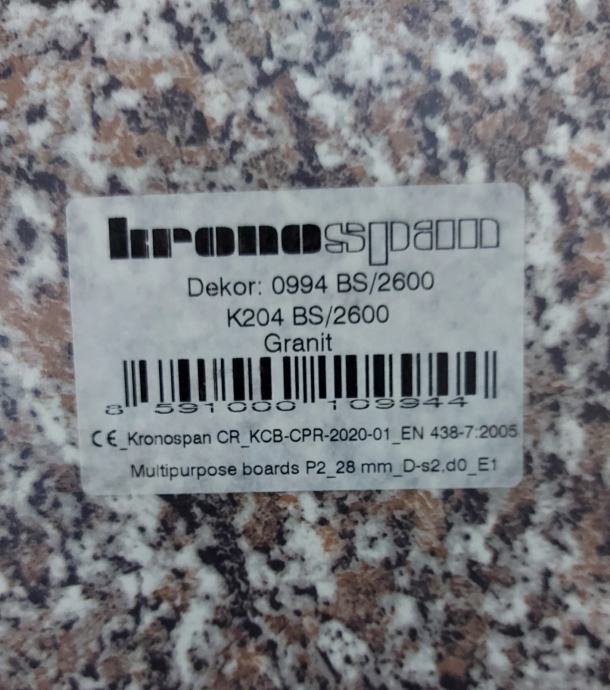 kronospan
Dekor: 0994 BS/2600
K204 BS/2600
Granit
8 591000 109944
CE_Kronospan CR_KCB-CPR-2020-01_EN 438-7:2005
Multipurpose boards P2_28 mm_D-s2,d0_E1